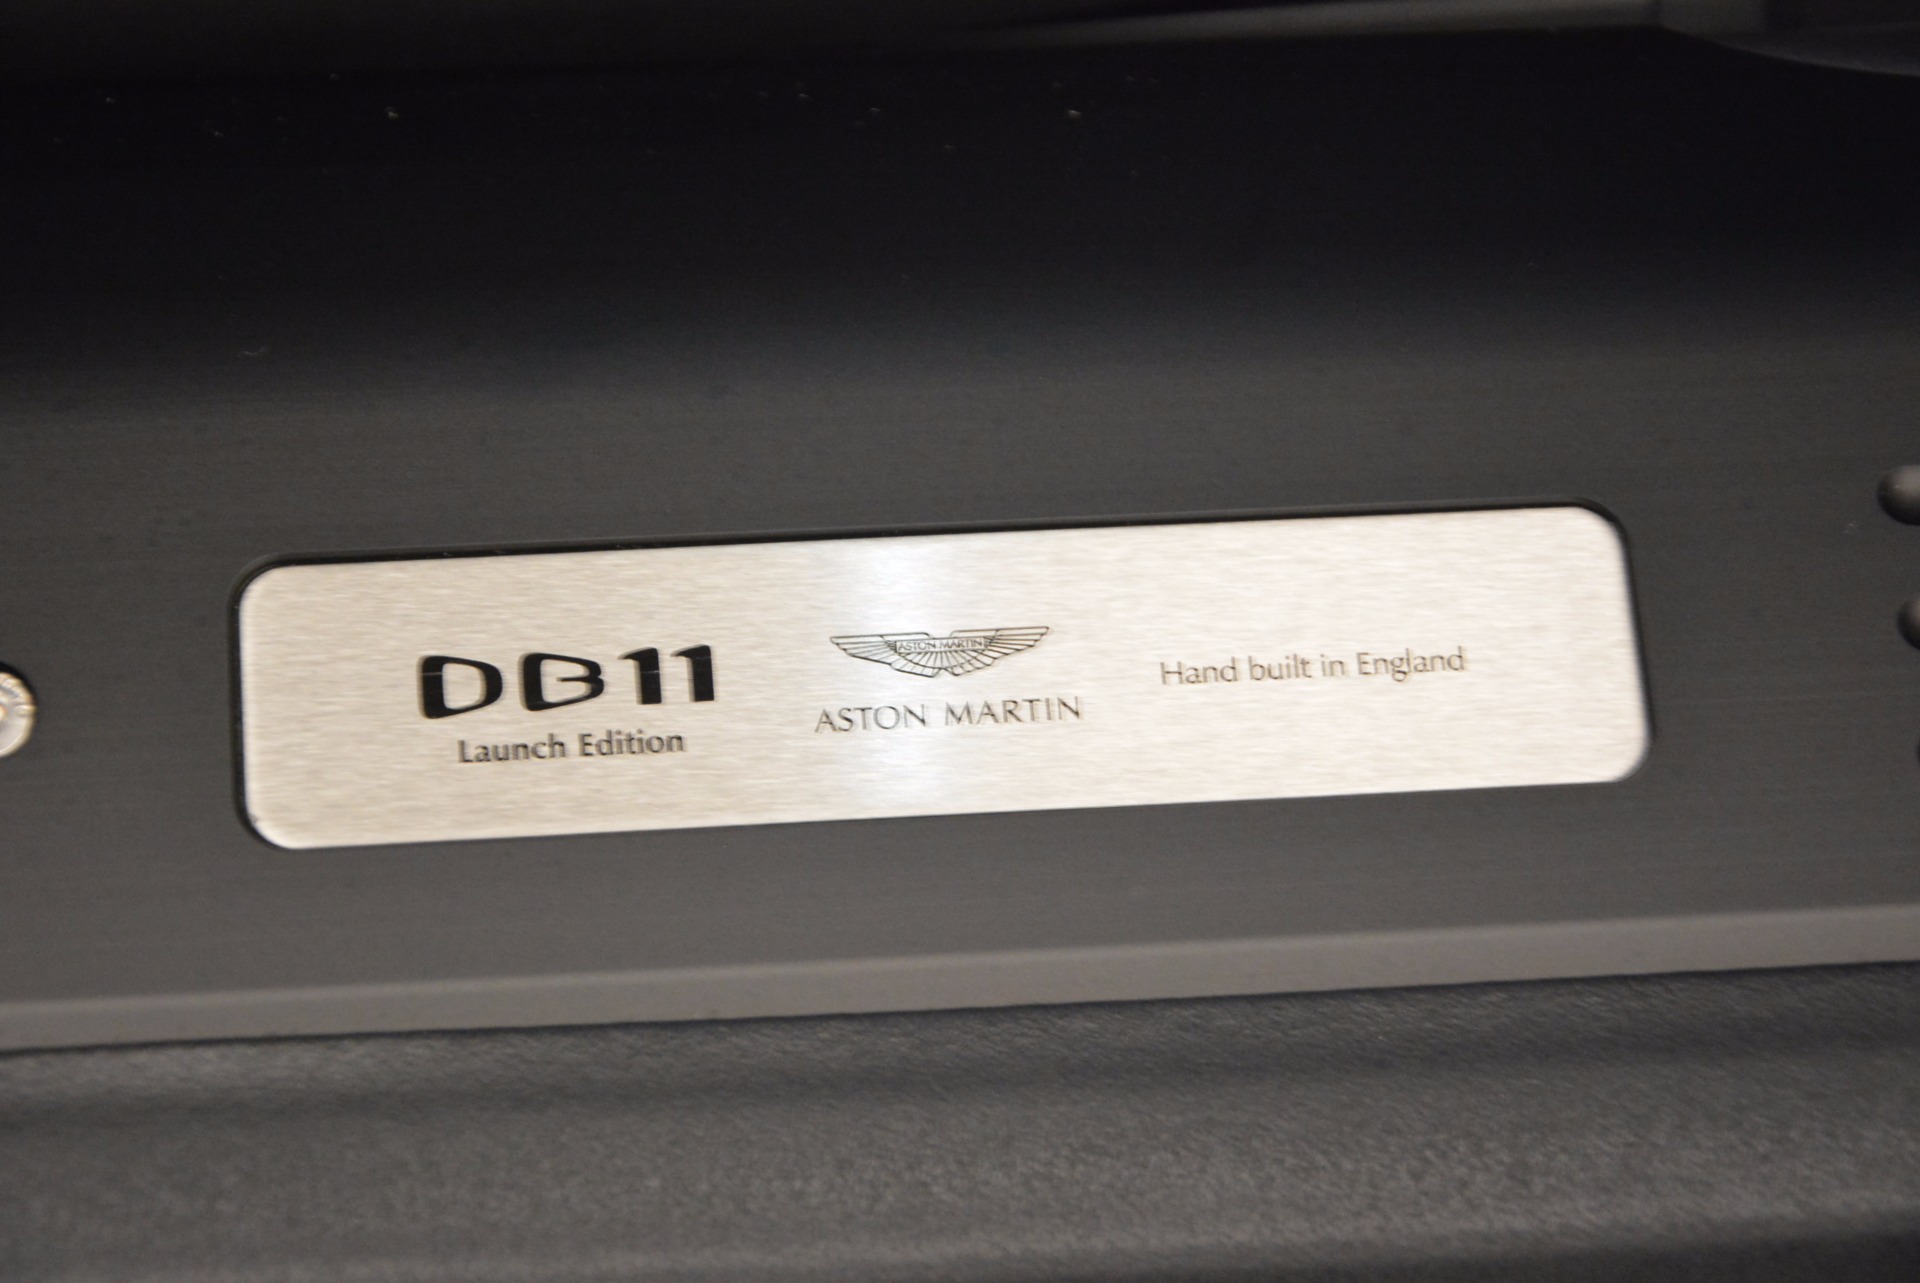 DB11
Launch Edition
ASTON MARTIN
ASTON MARTIN
Hand built in England